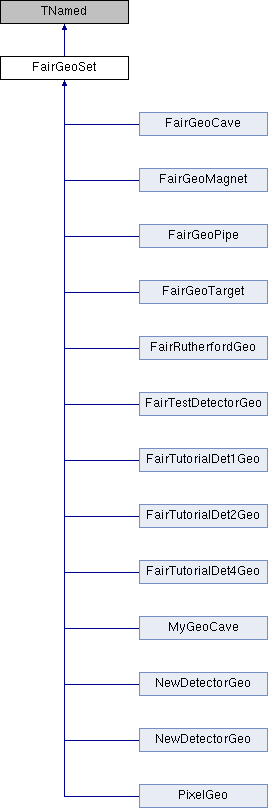 TNamed
FairGeoSet
FairGeoCave
FairGeoMagnet
FairGeoPipe
FairGeoTarget
FairRutherfordGeo
FairTestDetectorGeo
FairTutorialDet1Geo
FairTutorialDet2Geo
FairTutorialDet4Geo
MyGeoCave
NewDetectorGeo
NewDetectorGeo
PixelGeo